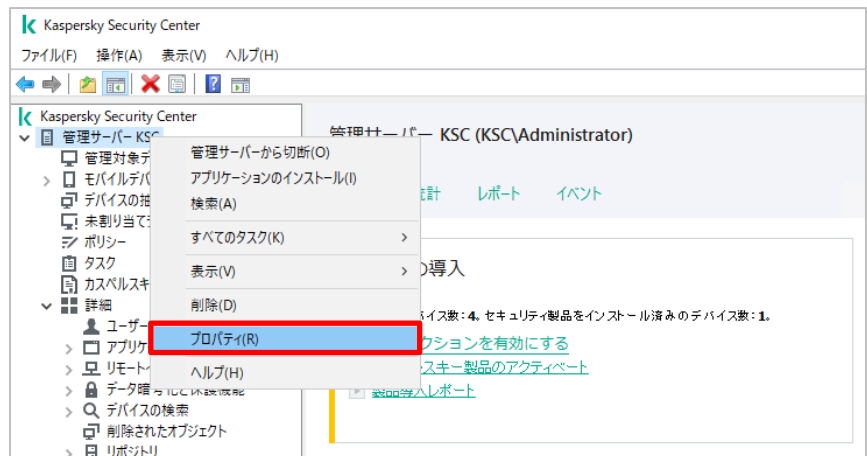 Kaspersky Security Center
ファイル(F) 操作(A) 表示(V) ヘルプ(H)
Kaspersky Security Center
管理サーバー KSC
管理対象デ
モバイルデバ
デバイスの抽
未割り当てデ
ポリシー
タスク
カスペルスキ
詳細
ユーザー
アプリケ
リモート
データ暗号化と保護機能
デバイスの検索
削除されたオブジェクト
リポジトリ
管理サーバーから切断(O)
アプリケーションのインストール(I)
検索(A)
すべてのタスク(K)
表示(V)
削除(D)
プロパティ(R)
ヘルプ(H)
管理サーバー KSC (KSC\Administrator)
統計 レポート イベント
の導入
バイス数: 4。セキュリティ製品をインストール済みのデバイス数: 1。
クションを有効にする
スキー製品のアクティベート
製品導入レポート